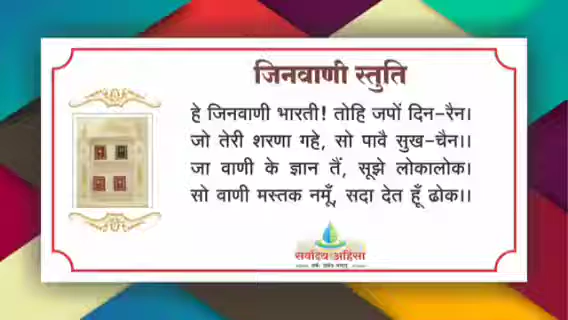 जिनवाणी स्तुति
हे जिनवाणी भारती! तोहि जपों दिन-रैन।
जो तेरी शरणा गहे, सो पावै सुख-चैन।।
जा वाणी के ज्ञान तैं, सूझे लोकालोक।
सो वाणी मस्तक नमूँ, सदा देत हूँ ढोक।।
सर्वोदय अहिंसा